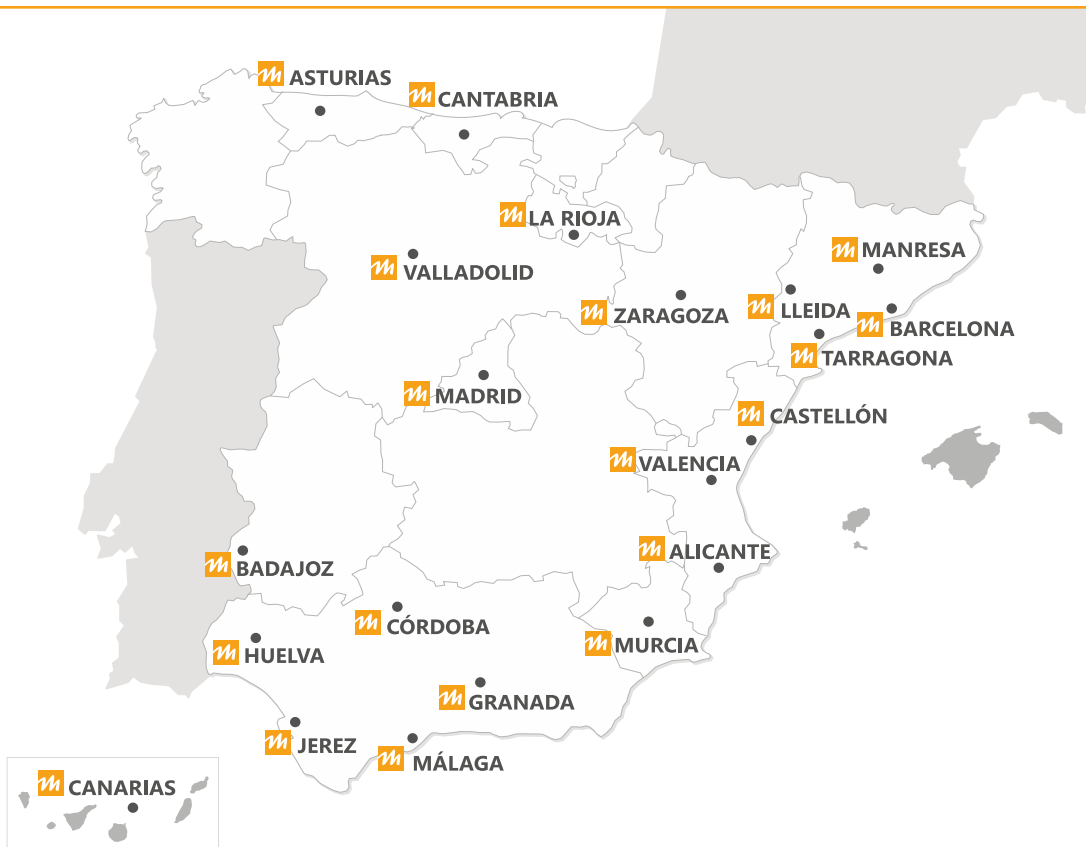 ASTURIAS
CANTABRIA
LA RIOJA
MANRESA
VALLADOLID
ZARAGOZA
LLEIDA
BARCELONA
TARRAGONA
MADRID
CASTELLÓN
VALENCIA
ALICANTE
BADAJOZ
CÓRDOBA
MURCIA
HUELVA
GRANADA
JEREZ
MÁLAGA
CANARIAS